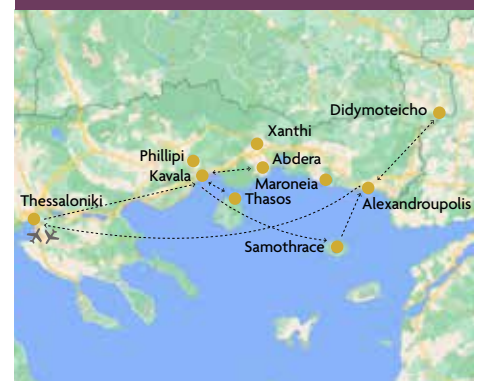 Didymoteicho
Xanthi
Phillipi
Abdera
Kavala
Maroneia
Thasos
Thessaloniki
Alexandroupolis
Samothrace